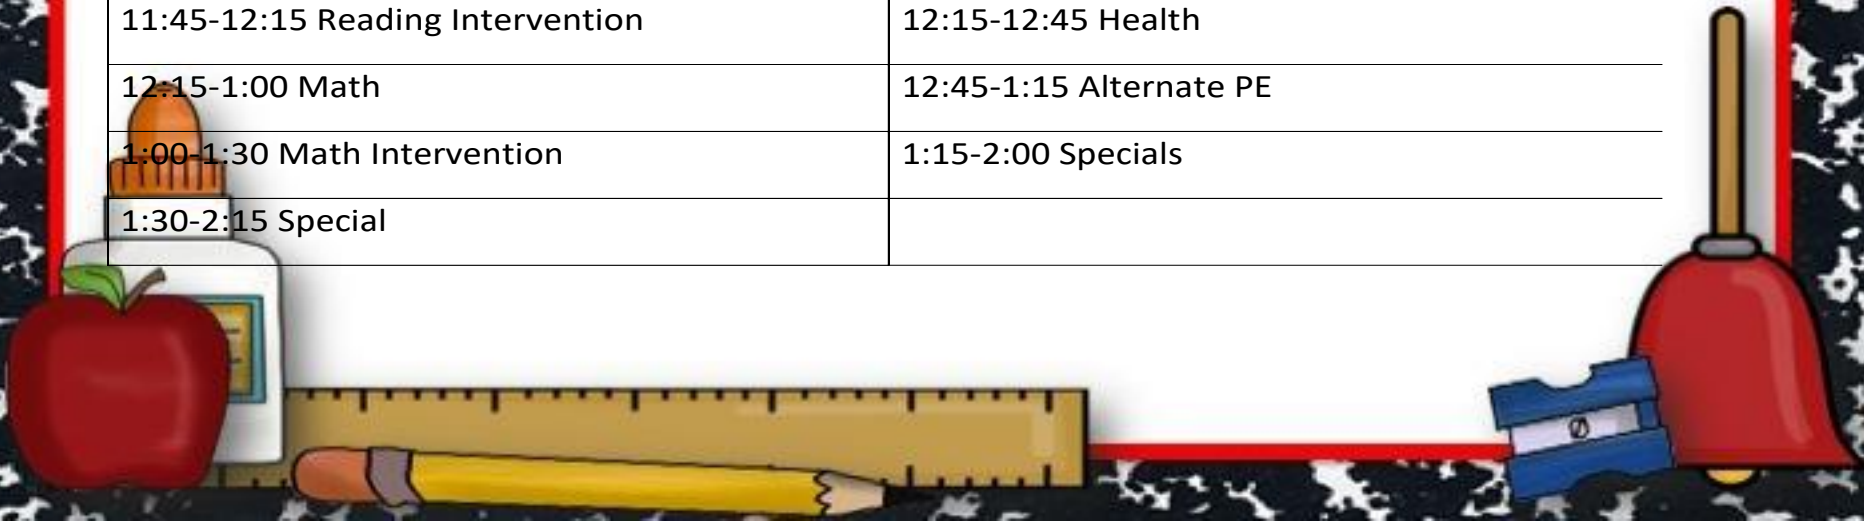 11:45-12:15 Reading Intervention
12:15-12:45 Health
12:15-1:00 Math
12:45-1:15 Alternate PE
1:00-1:30 Math Intervention
1:15-2:00 Specials
1:30-2:15 Special